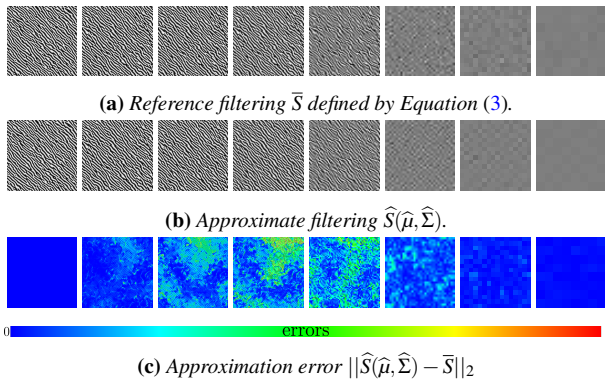 (a) Reference filtering S̅ defined by Equation (3).
(b) Approximate filtering Ŝ(μ̂, Σ̂).
0 errors
(c) Approximation error ||Ŝ(μ̂, Σ̂) − S̅||₂